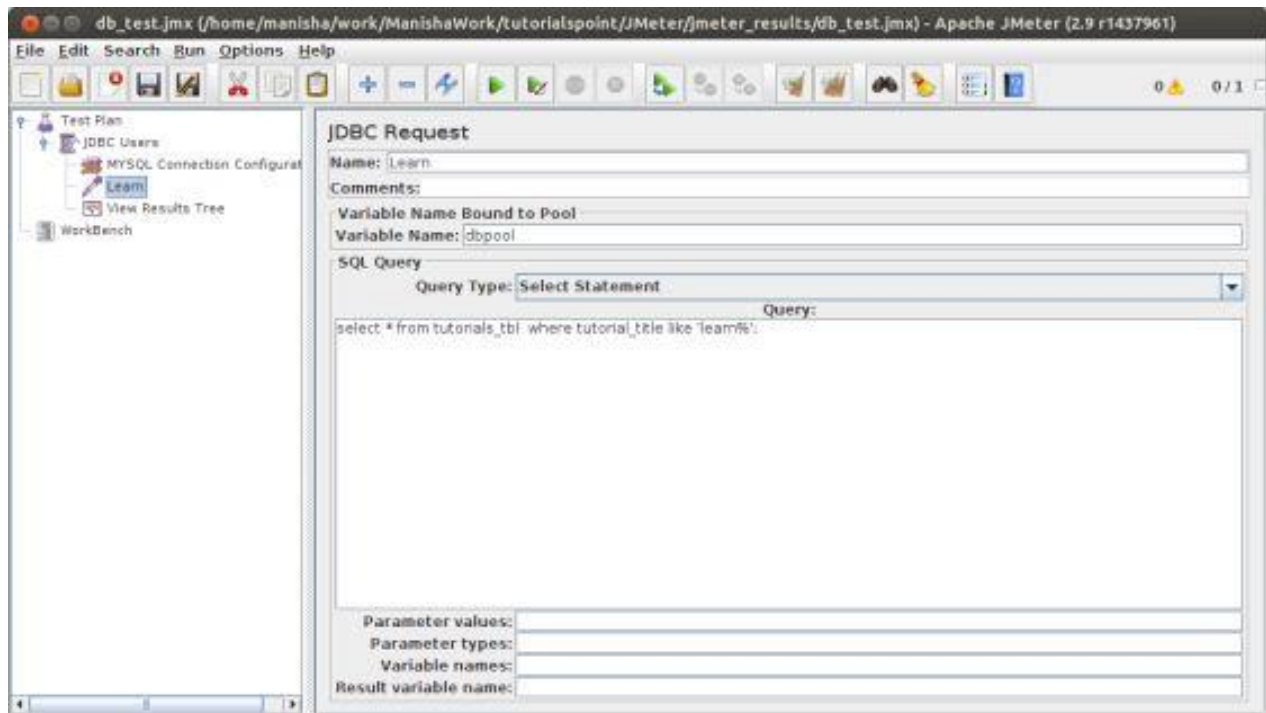 db_test.jmx (/home/manisha/work/ManishaWork/tutorialspoint/JMeter/jmeter_results/db_test.jmx) - Apache JMeter (2.9 r1437961)
File Edit Search Run Options Help
0 0/1
Test Plan
JDBC Users
MYSQL Connection Configurat
Learn
View Results Tree
WorkBench
JDBC Request
Name: Learn
Comments:
Variable Name Bound to Pool
Variable Name: dbpool
SQL Query
Query Type: Select Statement
Query:
select * from tutorials_tbl where tutorial_title like 'learn%';
Parameter values:
Parameter types:
Variable names:
Result variable name: